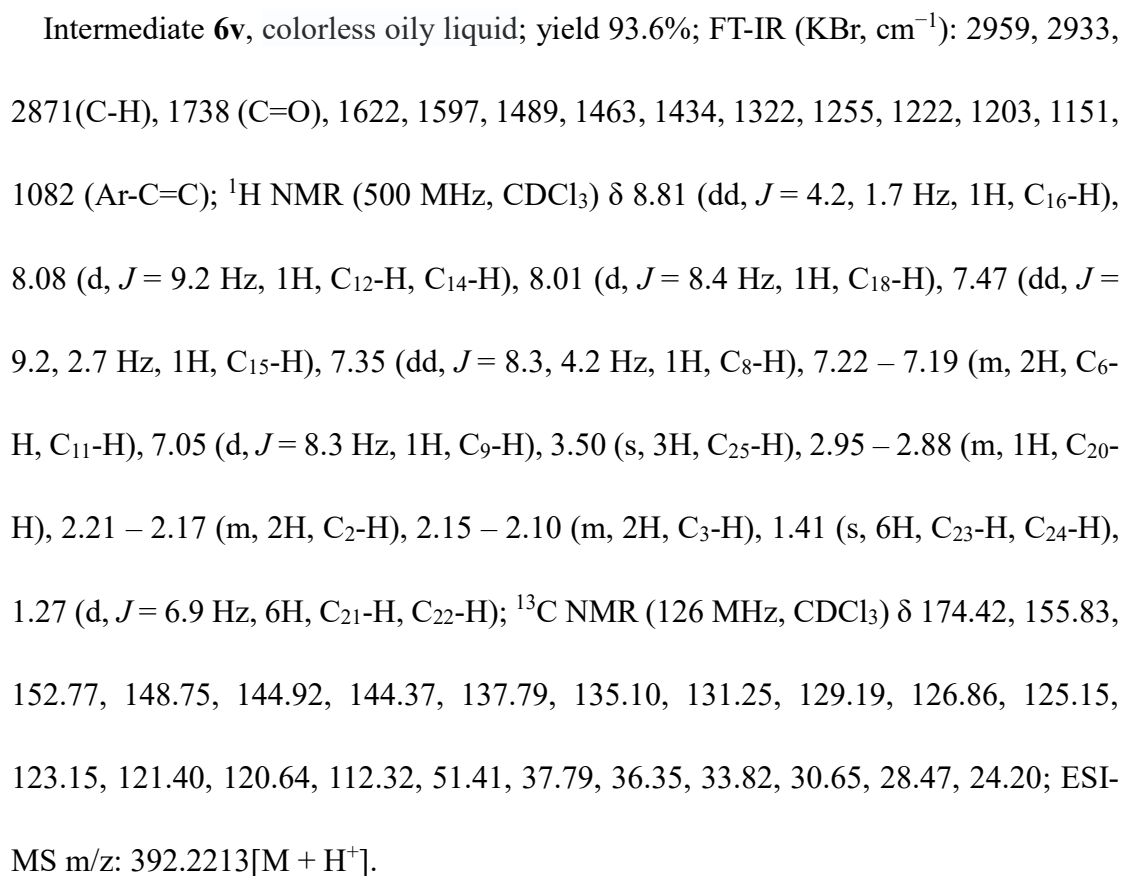 Intermediate 6v, colorless oily liquid; yield 93.6%; FT-IR (KBr, cm⁻¹): 2959, 2933,
2871(C-H), 1738 (C=O), 1622, 1597, 1489, 1463, 1434, 1322, 1255, 1222, 1203, 1151,
1082 (Ar-C=C); ¹H NMR (500 MHz, CDCl₃) δ 8.81 (dd, J = 4.2, 1.7 Hz, 1H, C₁₆-H),
8.08 (d, J = 9.2 Hz, 1H, C₁₂-H, C₁₄-H), 8.01 (d, J = 8.4 Hz, 1H, C₁₈-H), 7.47 (dd, J =
9.2, 2.7 Hz, 1H, C₁₅-H), 7.35 (dd, J = 8.3, 4.2 Hz, 1H, C₈-H), 7.22 – 7.19 (m, 2H, C₆-
H, C₁₁-H), 7.05 (d, J = 8.3 Hz, 1H, C₉-H), 3.50 (s, 3H, C₂₅-H), 2.95 – 2.88 (m, 1H, C₂₀-
H), 2.21 – 2.17 (m, 2H, C₂-H), 2.15 – 2.10 (m, 2H, C₃-H), 1.41 (s, 6H, C₂₃-H, C₂₄-H),
1.27 (d, J = 6.9 Hz, 6H, C₂₁-H, C₂₂-H); ¹³C NMR (126 MHz, CDCl₃) δ 174.42, 155.83,
152.77, 148.75, 144.92, 144.37, 137.79, 135.10, 131.25, 129.19, 126.86, 125.15,
123.15, 121.40, 120.64, 112.32, 51.41, 37.79, 36.35, 33.82, 30.65, 28.47, 24.20; ESI-
MS m/z: 392.2213[M + H⁺].